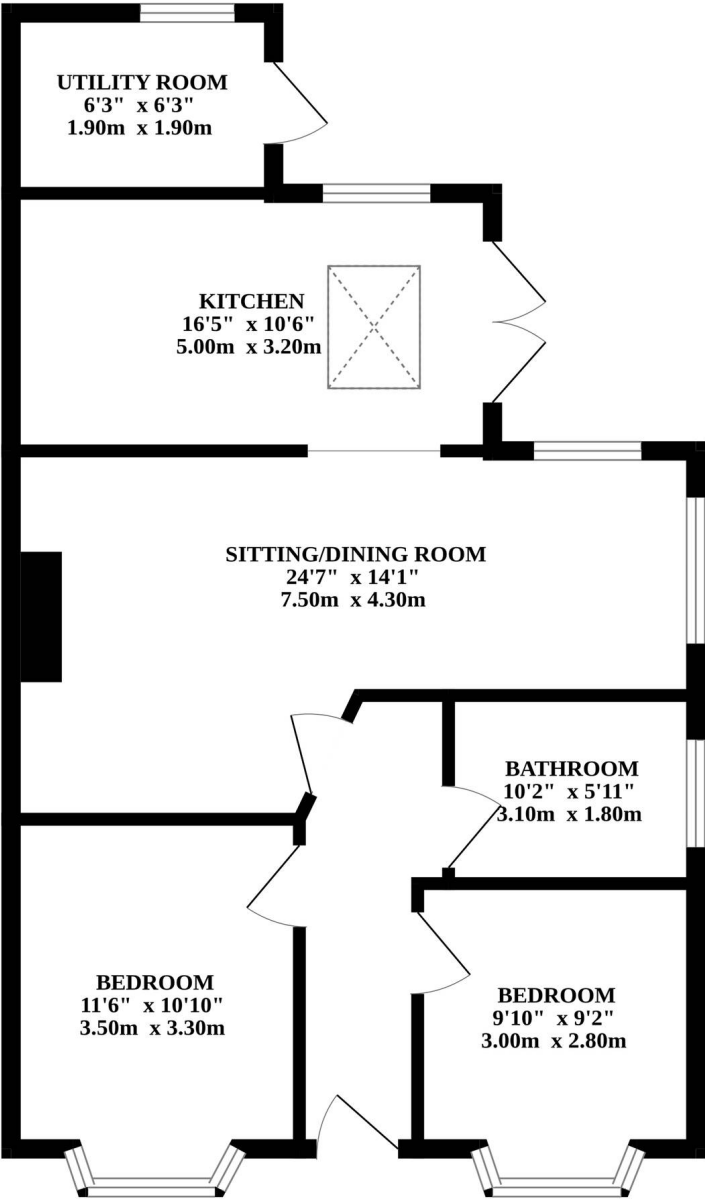 UTILITY ROOM
6'3" x 6'3"
1.90m x 1.90m
KITCHEN
16'5" x 10'6"
5.00m x 3.20m
SITTING/DINING ROOM
24'7" x 14'1"
7.50m x 4.30m
BATHROOM
10'2" x 5'11"
3.10m x 1.80m
BEDROOM
11'6" x 10'10"
3.50m x 3.30m
BEDROOM
9'10" x 9'2"
3.00m x 2.80m